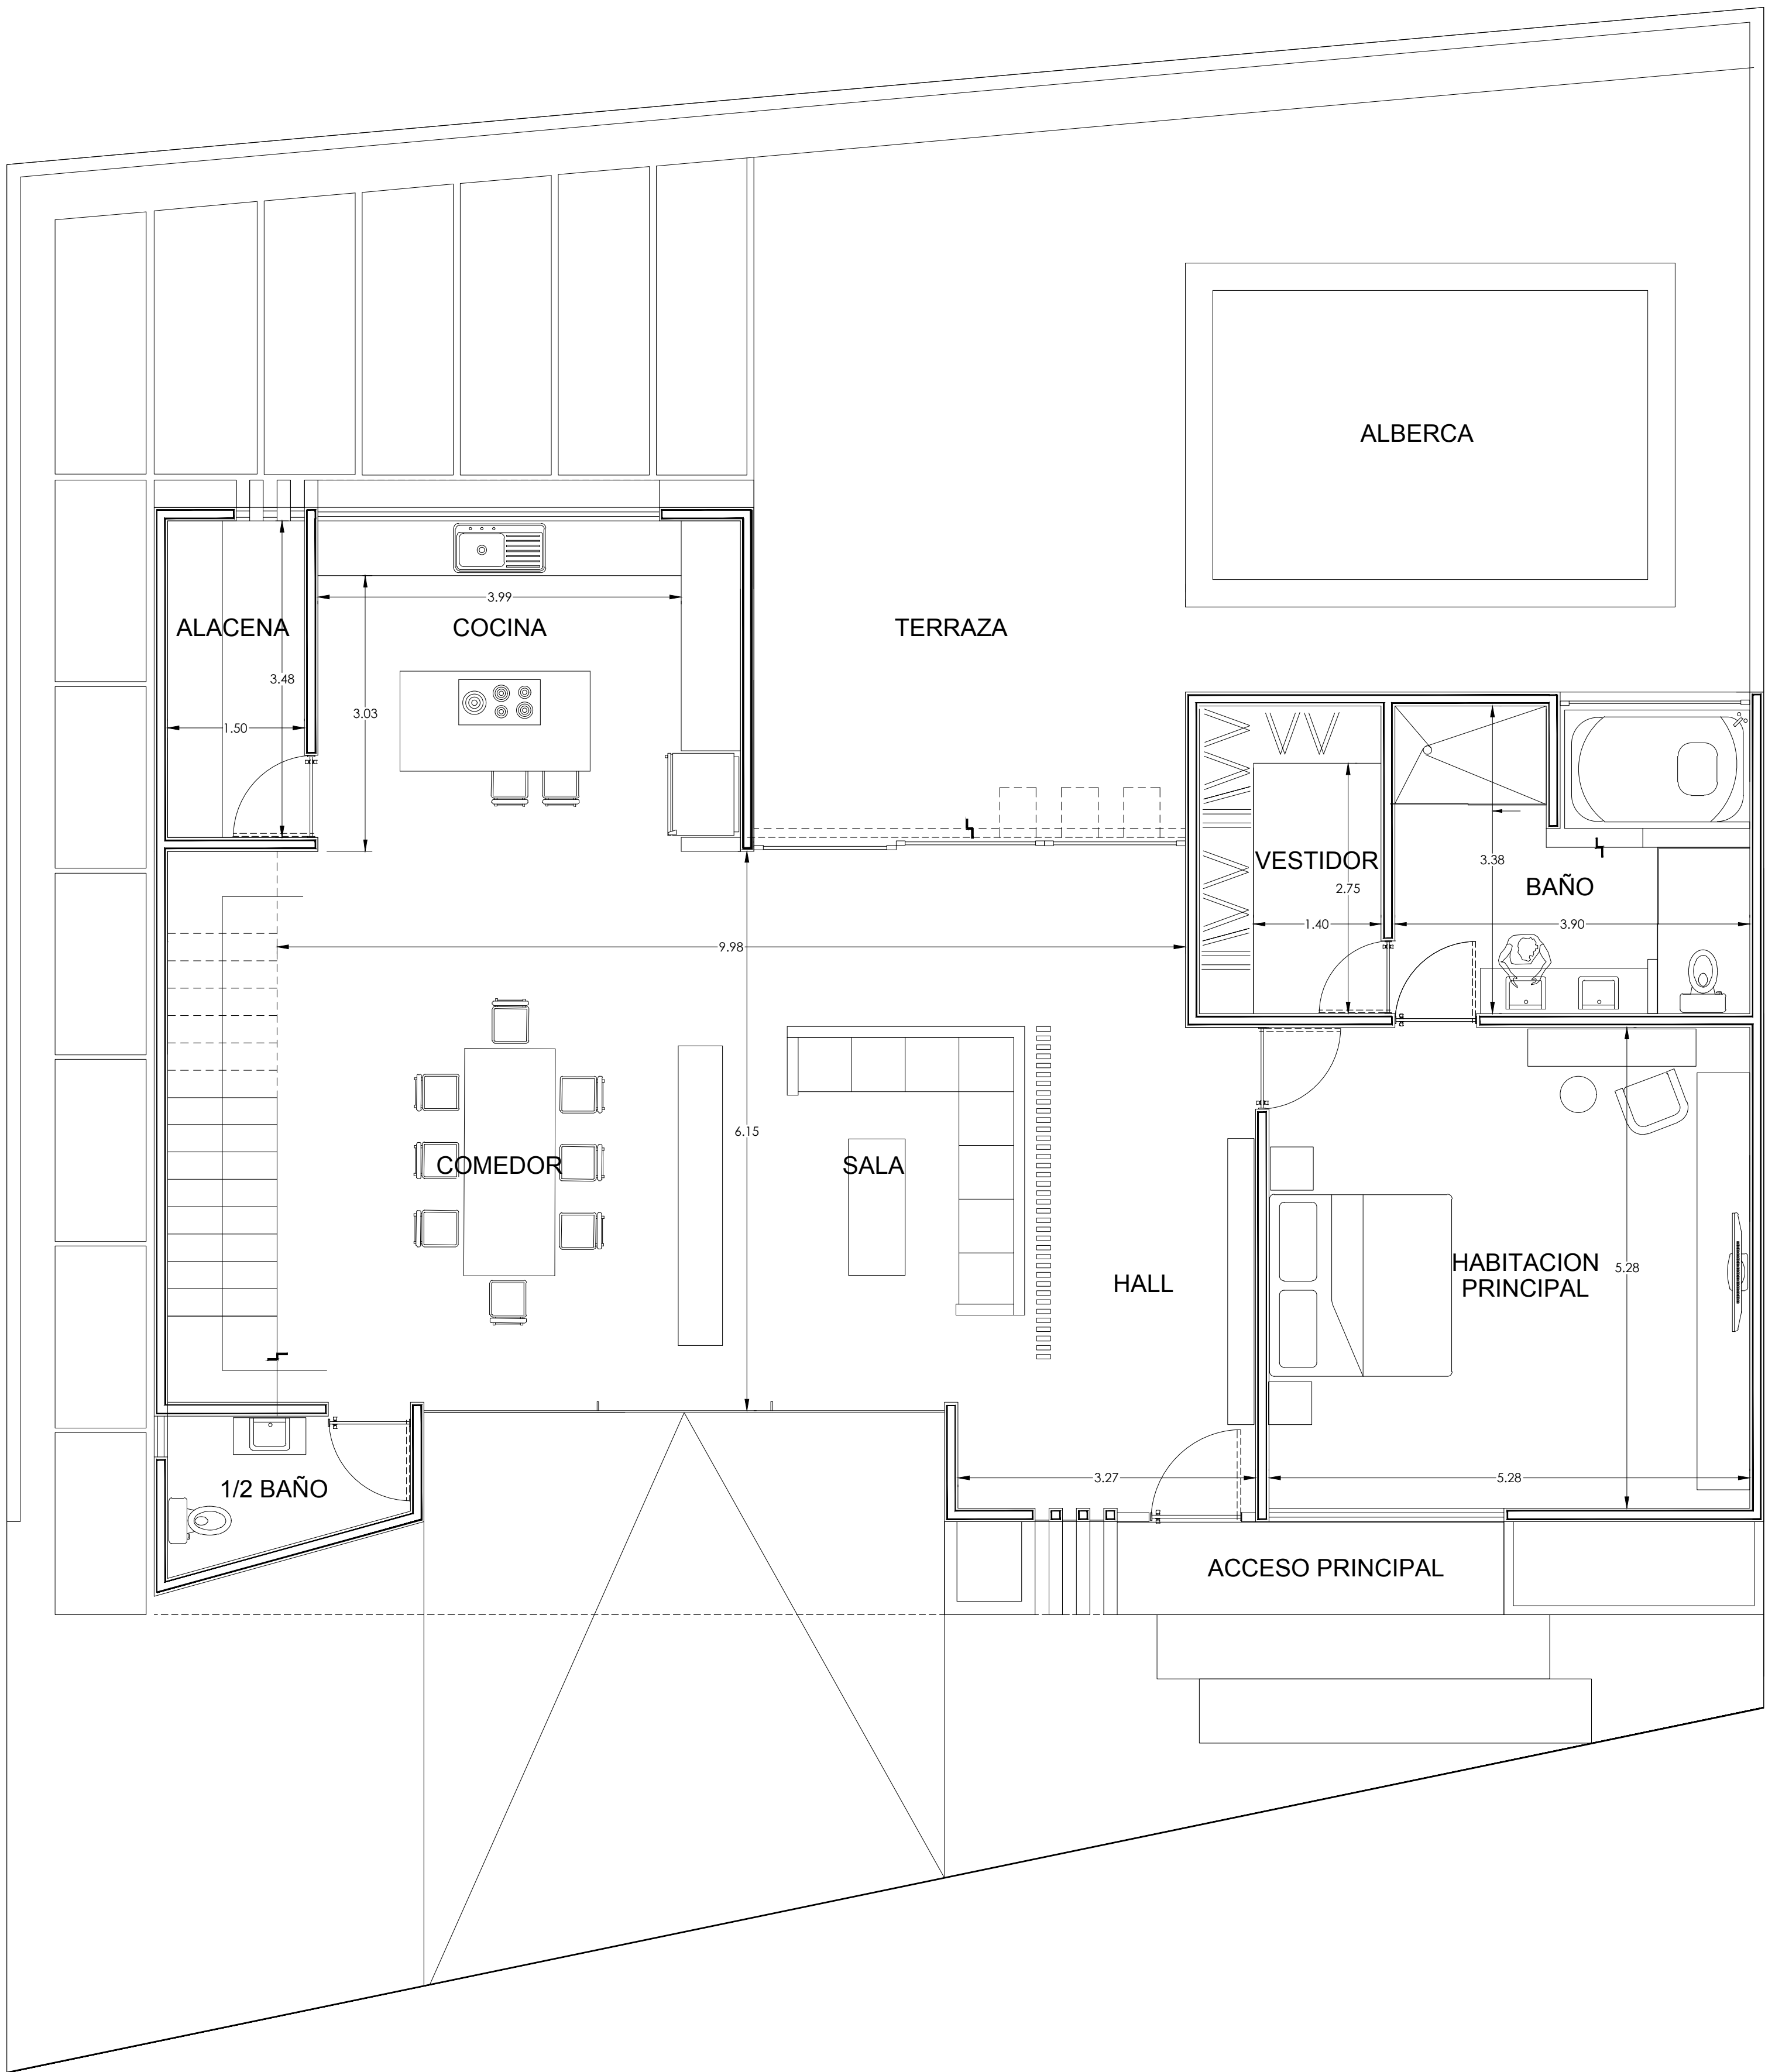 ALBERCA
3.99
ALACENA
COCINA
TERRAZA
3.48
3.03
1.50
VESTIDOR
3.38
2.75
BAÑO
1.40
3.90
9.98
6.15
COMEDOR
SALA
HABITACION
PRINCIPAL
5.28
HALL
3.27
5.28
1/2 BAÑO
ACCESO PRINCIPAL